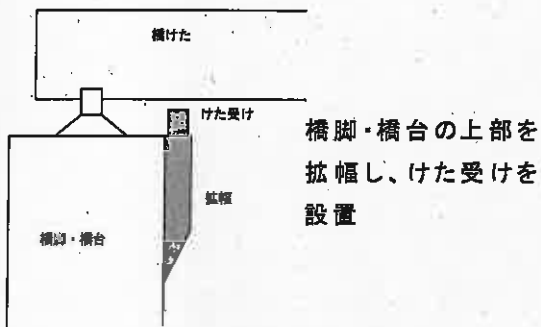 橋けた
けた受け
橋脚・橋台の上部を
拡幅し、けた受けを
設置
拡幅
橋脚・橋台